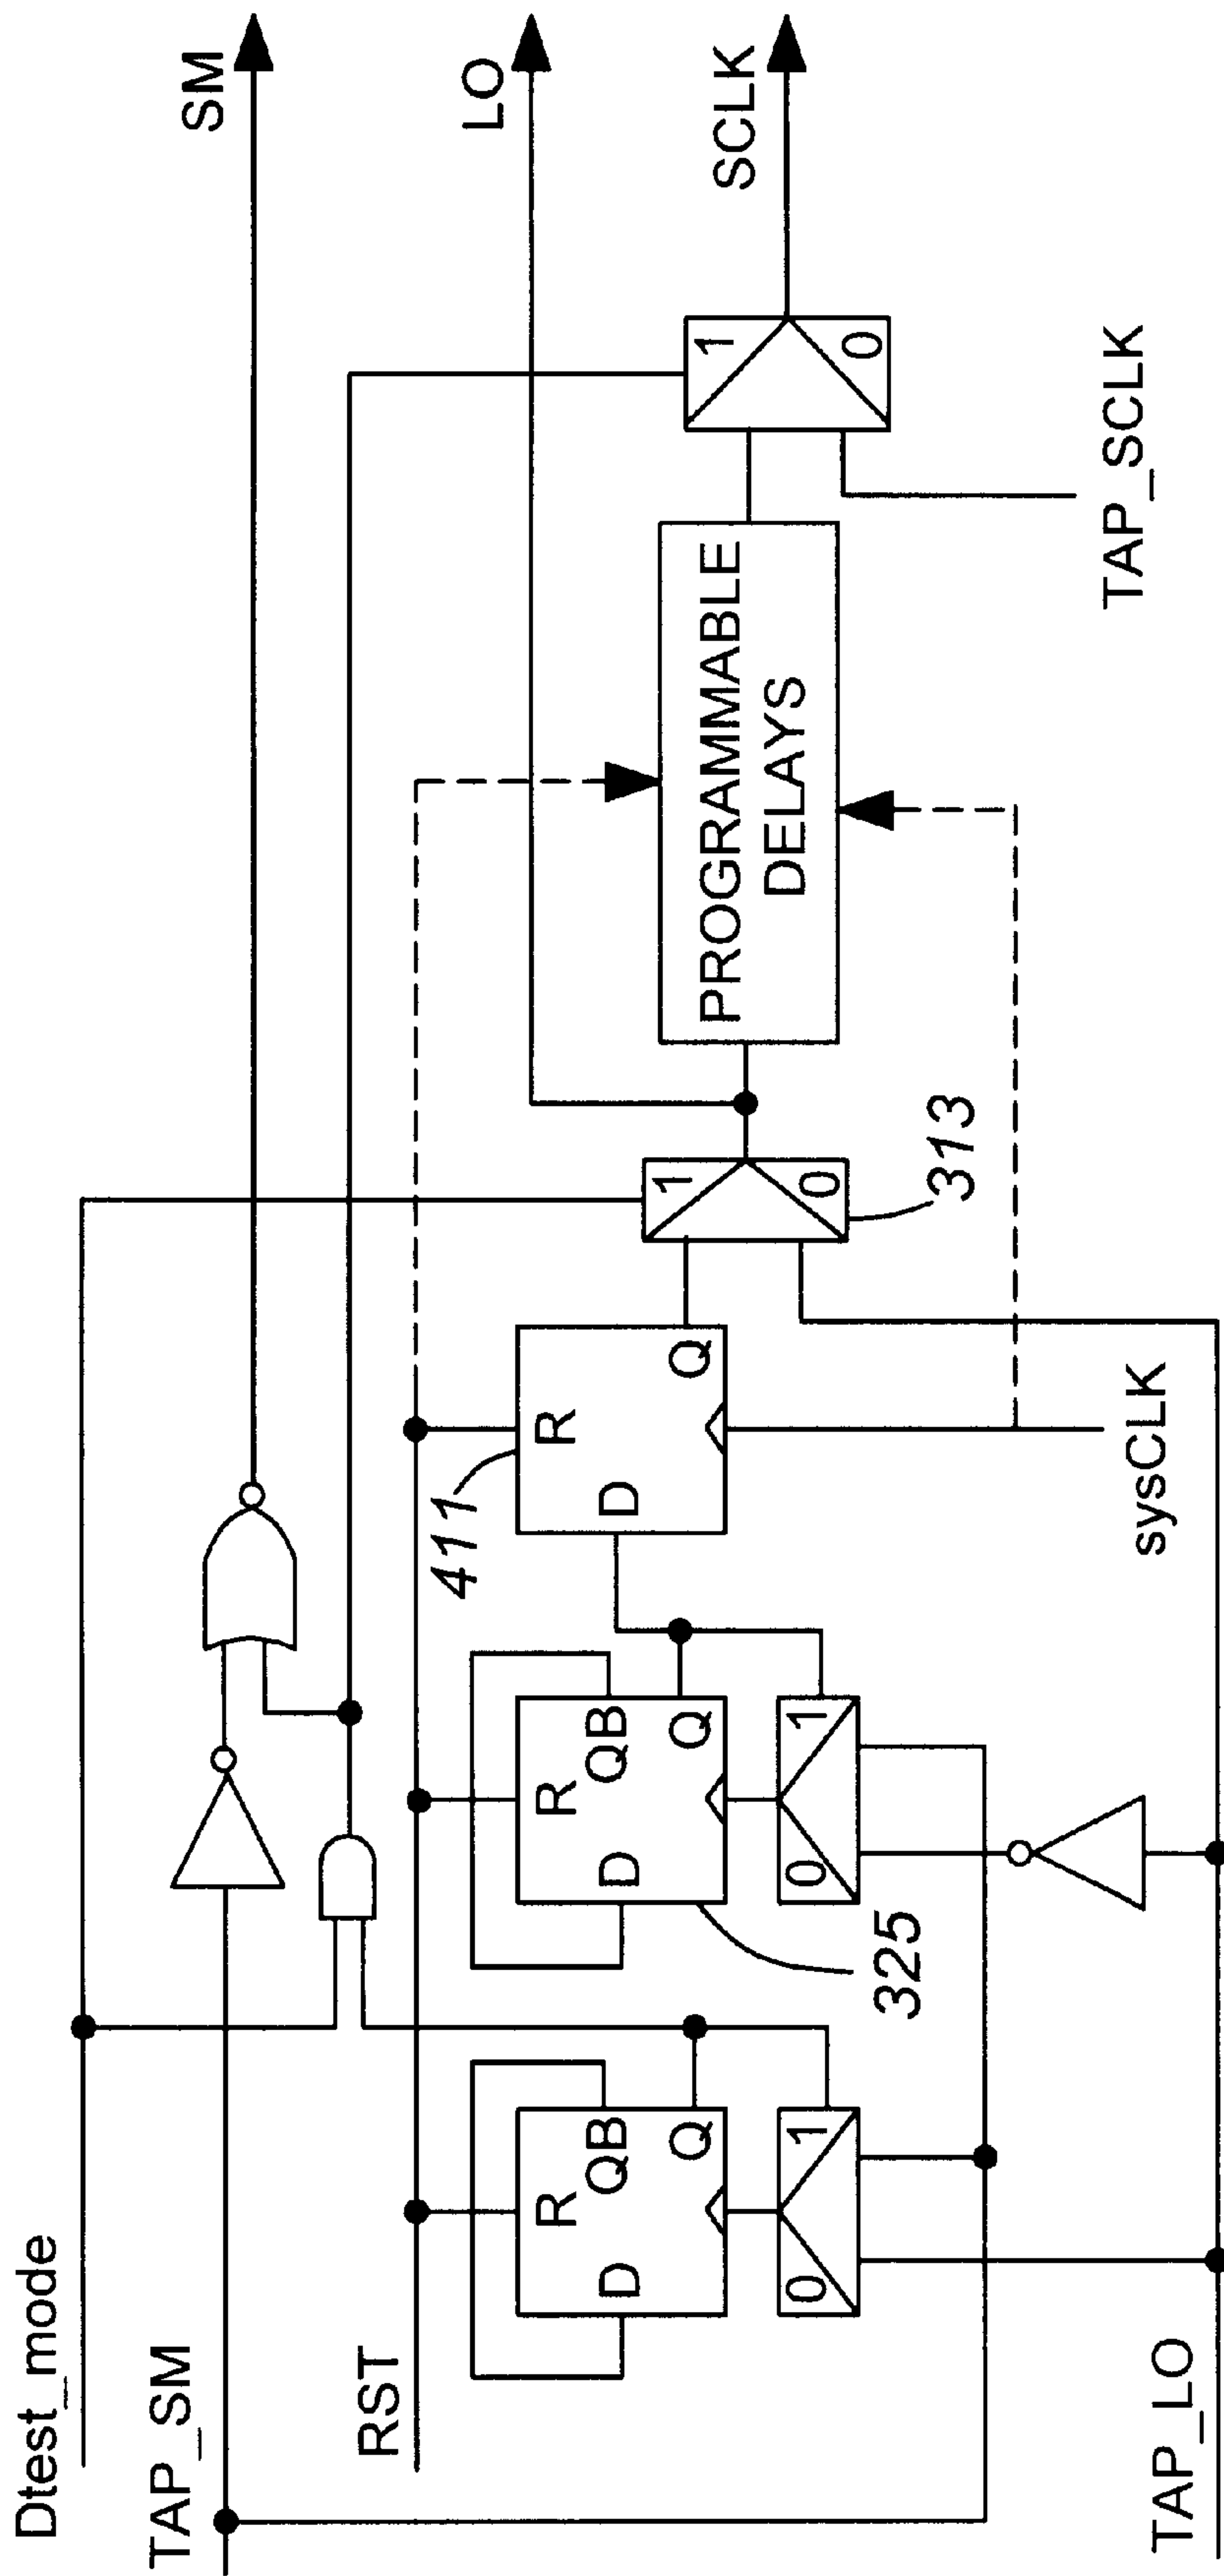 Dtest_mode
TAP_SM
SM
RST
LO
R
D
QB
Q
0
1
R
D
QB
Q
0
1
325
411
R
D
Q
1
0
313
PROGRAMMABLE
DELAYS
1
0
SCLK
TAP_SCLK
sysCLK
TAP_LO